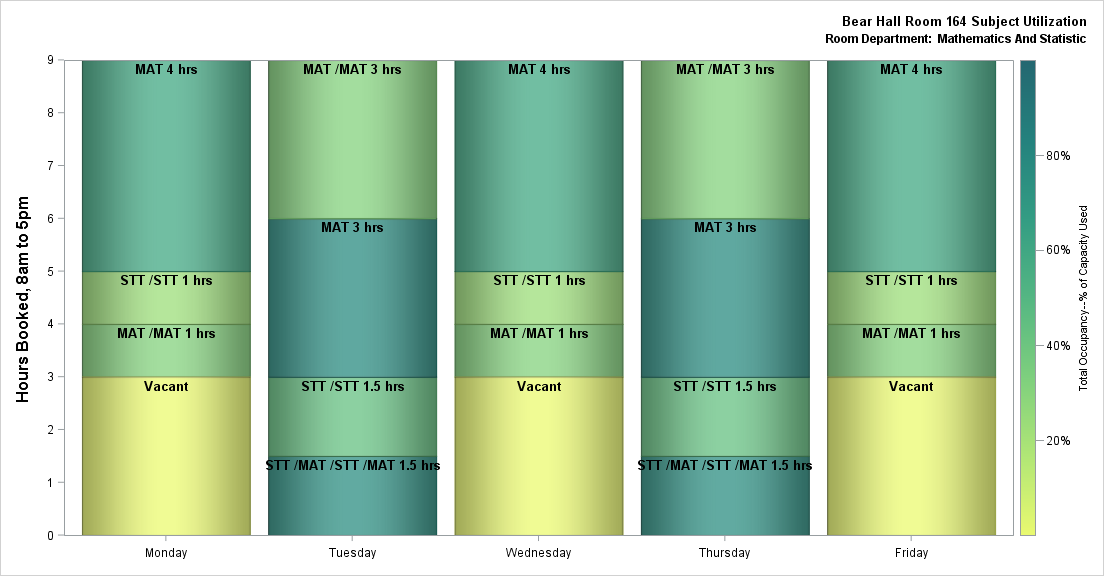 Bear Hall Room 164 Subject Utilization
Room Department: Mathematics And Statistic
Hours Booked, 8am to 5pm
9
8
7
6
5
4
3
2
1
0
MAT 4 hrs
STT /STT 1 hrs
MAT /MAT 1 hrs
Vacant
MAT /MAT 3 hrs
MAT 3 hrs
STT /STT 1.5 hrs
STT /MAT /STT /MAT 1.5 hrs
MAT 4 hrs
STT /STT 1 hrs
MAT /MAT 1 hrs
Vacant
MAT /MAT 3 hrs
MAT 3 hrs
STT /STT 1.5 hrs
STT /MAT /STT /MAT 1.5 hrs
MAT 4 hrs
STT /STT 1 hrs
MAT /MAT 1 hrs
Vacant
Monday
Tuesday
Wednesday
Thursday
Friday
80%
60%
40%
20%
Total Occupancy--% of Capacity Used